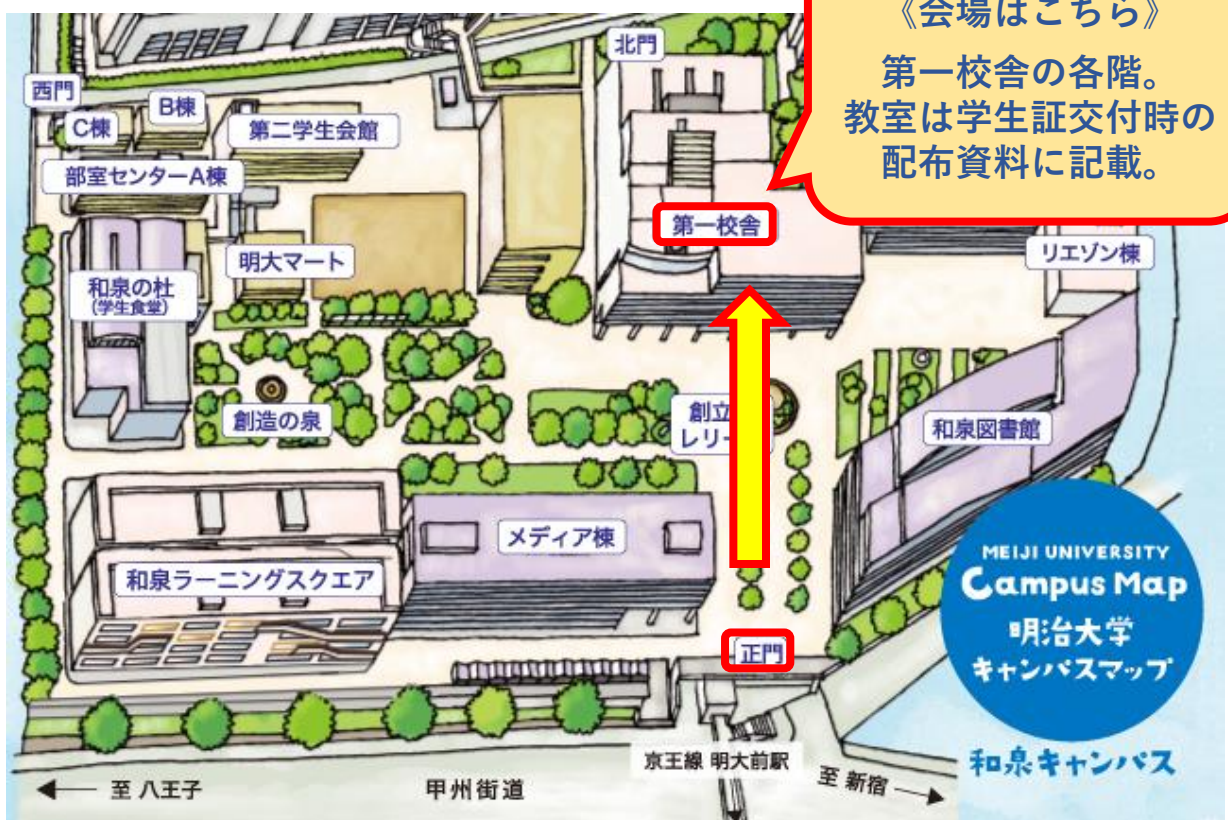 《会場はこちら》
第一校舎の各階。
教室は学生証交付時の
配布資料に記載。
北門
西門
C棟
B棟
第二学生会館
部室センターA棟
第一校舎
明大マート
リエゾン棟
和泉の杜
(学生食堂)
創造の泉
創立
レリー
和泉図書館
メディア棟
和泉ラーニングスクエア
正門
MEIJI UNIVERSITY
Campus Map
明治大学
キャンパスマップ
和泉キャンパス
京王線 明大前駅
至 八王子
甲州街道
至 新宿